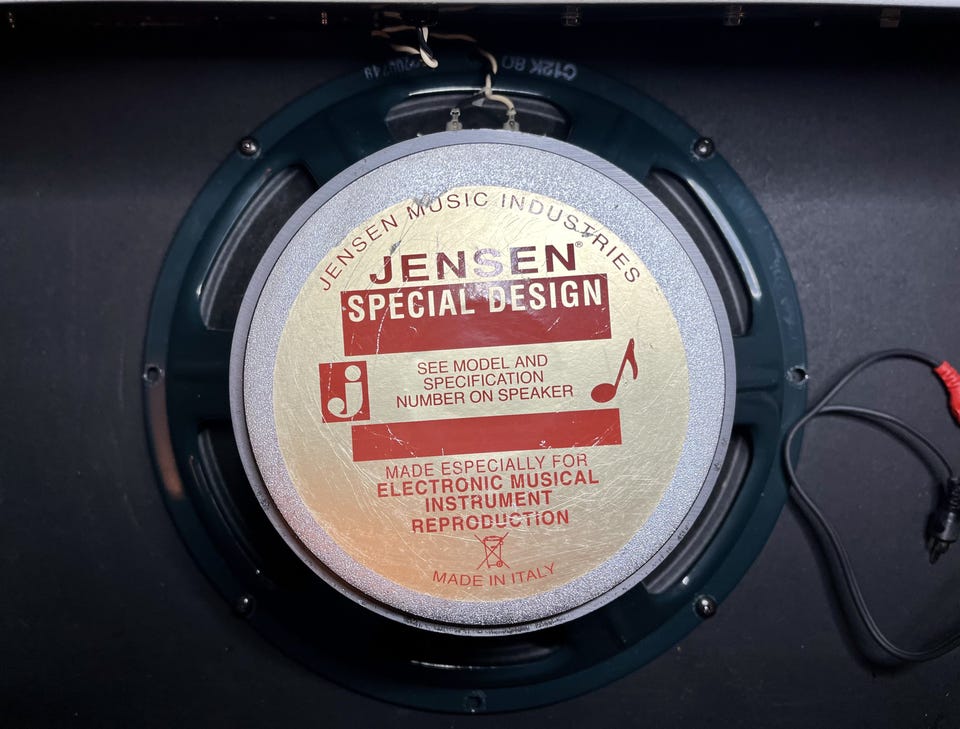 C12K 8Ω
JENSEN MUSIC INDUSTRIES
JENSEN®
SPECIAL DESIGN
j
SEE MODEL AND
SPECIFICATION
NUMBER ON SPEAKER
MADE ESPECIALLY FOR
ELECTRONIC MUSICAL
INSTRUMENT
REPRODUCTION
MADE IN ITALY